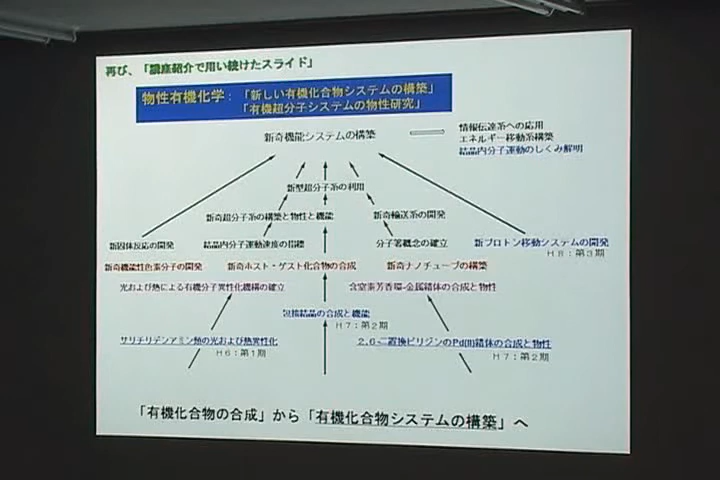 再び、「講座紹介で用い続けたスライド」
物性有機化学：「新しい有機化合物システムの構築」
「有機超分子システムの物性研究」
新奇機能システムの構築
情報伝達系への応用
エネルギー移動系構築
結晶内分子運動のしくみ解明
新型超分子系の利用
新奇超分子系の構築と物性と機能
新奇輸送系の開発
新固体反応の開発
結晶内分子運動速度の指標
分子署概念の確立
新プロトン移動システムの開発
H8：第3期
新奇機能性色素分子の開発
新奇ホスト・ゲスト化合物の合成
新奇ナノチューブの構築
光および熱による有機分子異性化機構の確立
含窒素芳香環-金属錯体の合成と物性
包接結晶の合成と機能
H7：第2期
サリチリデンアミン類の光および熱異性化
H6：第1期
2,6-二置換ピリジンのPd(II)錯体の合成と物性
H7：第2期
「有機化合物の合成」から「有機化合物システムの構築」へ